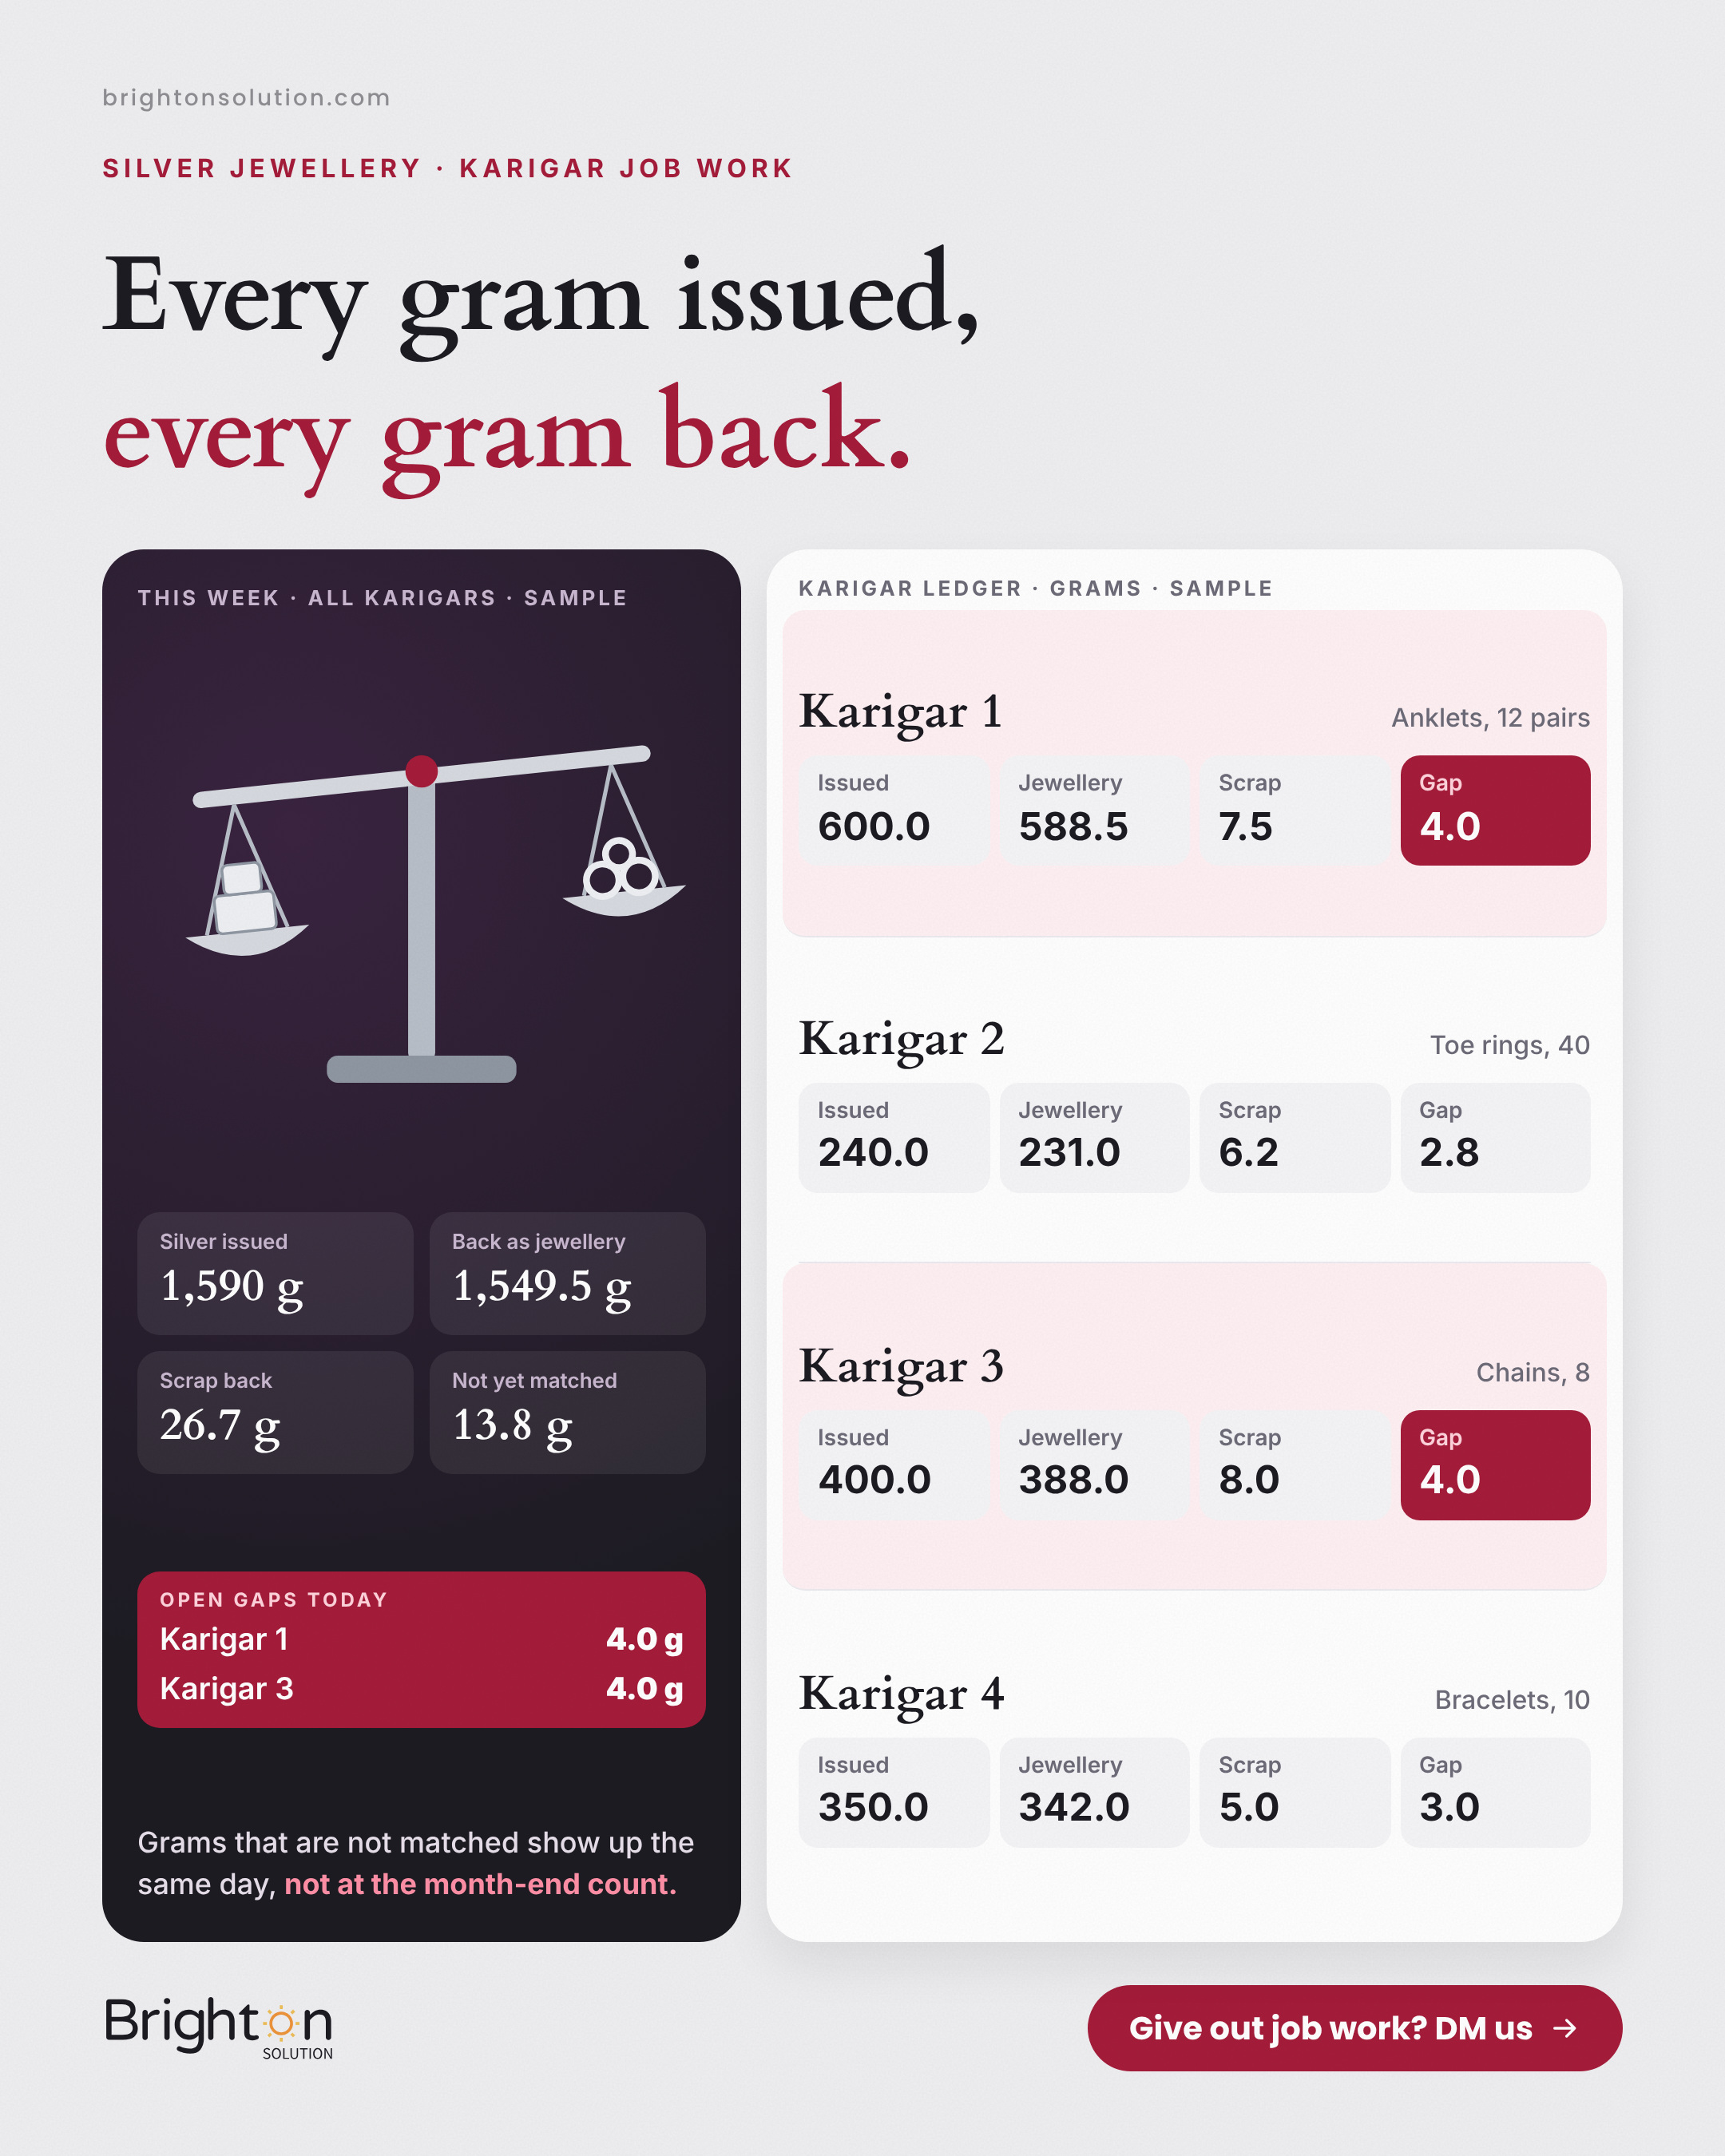 brightonsolution.com
SILVER JEWELLERY · KARIGAR JOB WORK
Every gram issued,
every gram back.
THIS WEEK · ALL KARIGARS · SAMPLE
Silver issued
1,590 g
Back as jewellery
1,549.5 g
Scrap back
26.7 g
Not yet matched
13.8 g
OPEN GAPS TODAY
Karigar 1 4.0 g
Karigar 3 4.0 g
Grams that are not matched show up the
same day, not at the month-end count.
KARIGAR LEDGER · GRAMS · SAMPLE
Karigar 1 Anklets, 12 pairs
Issued Jewellery Scrap Gap
600.0 588.5 7.5 4.0
Karigar 2 Toe rings, 40
Issued Jewellery Scrap Gap
240.0 231.0 6.2 2.8
Karigar 3 Chains, 8
Issued Jewellery Scrap Gap
400.0 388.0 8.0 4.0
Karigar 4 Bracelets, 10
Issued Jewellery Scrap Gap
350.0 342.0 5.0 3.0
Brighton
SOLUTION
Give out job work? DM us →